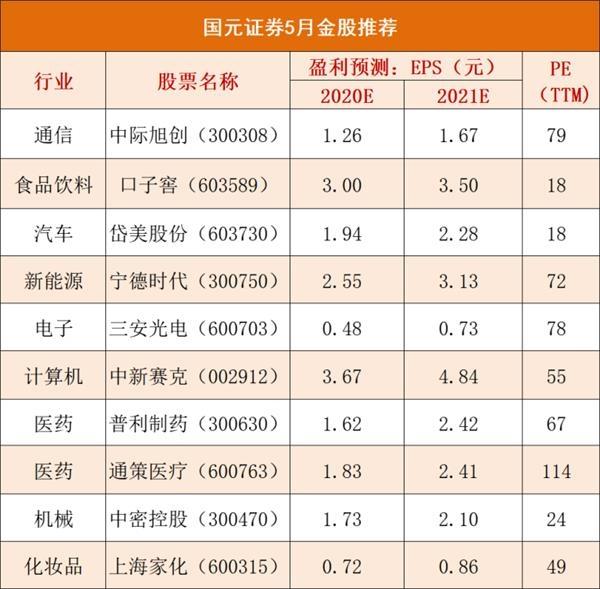 国元证券5月金股推荐
行业 股票名称 盈利预测：EPS（元） PE
2020E 2021E （TTM)
通信 中际旭创（300308） 1.26 1.67 79
食品饮料 口子窖（603589） 3.00 3.50 18
汽车 岱美股份（603730） 1.94 2.28 18
新能源 宁德时代（300750） 2.55 3.13 72
电子 三安光电（600703） 0.48 0.73 78
计算机 中新赛克（002912） 3.67 4.84 55
医药 普利制药（300630） 1.62 2.42 67
医药 通策医疗（600763） 1.83 2.41 114
机械 中密控股（300470） 1.73 2.10 24
化妆品 上海家化（600315） 0.72 0.86 49